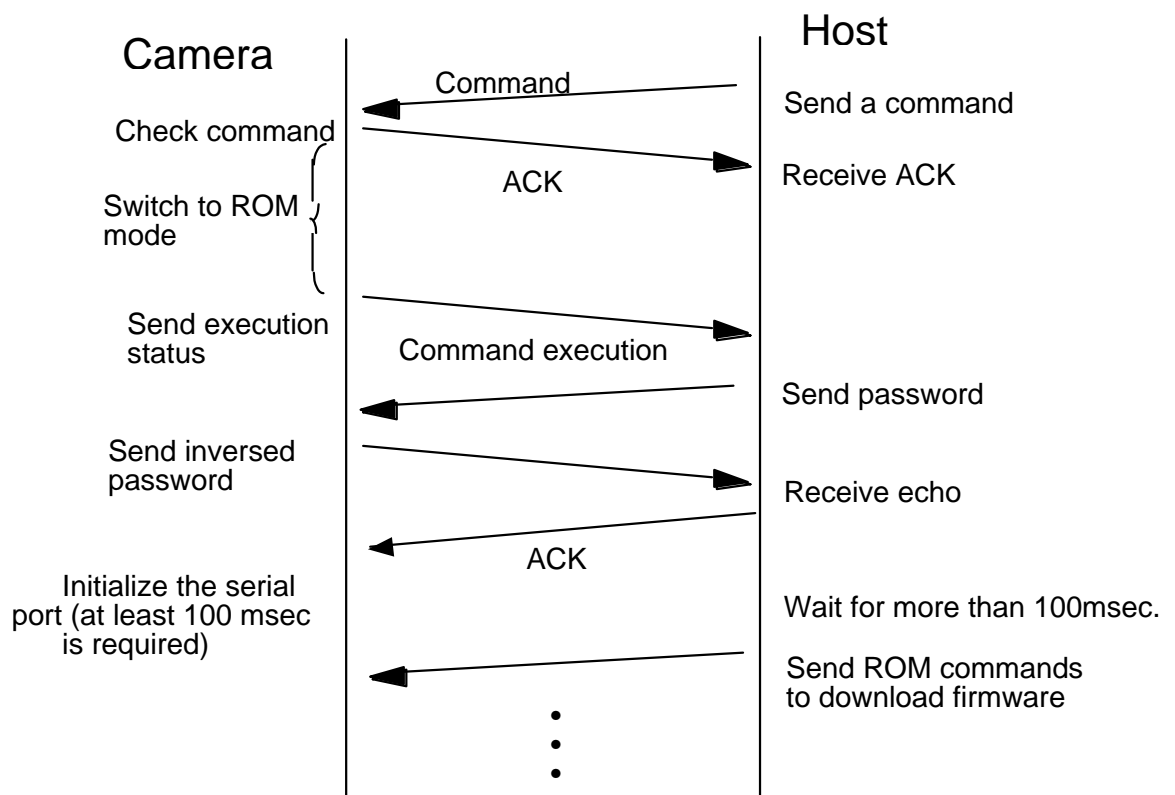 Camera
Host
Command
Send a command
Check command
ACK
Receive ACK
Switch to ROM
mode
Send execution
status
Command execution
Send password
Send inversed
password
Receive echo
ACK
Initialize the serial
port (at least 100 msec
is required)
Wait for more than 100msec.
Send ROM commands
to download firmware